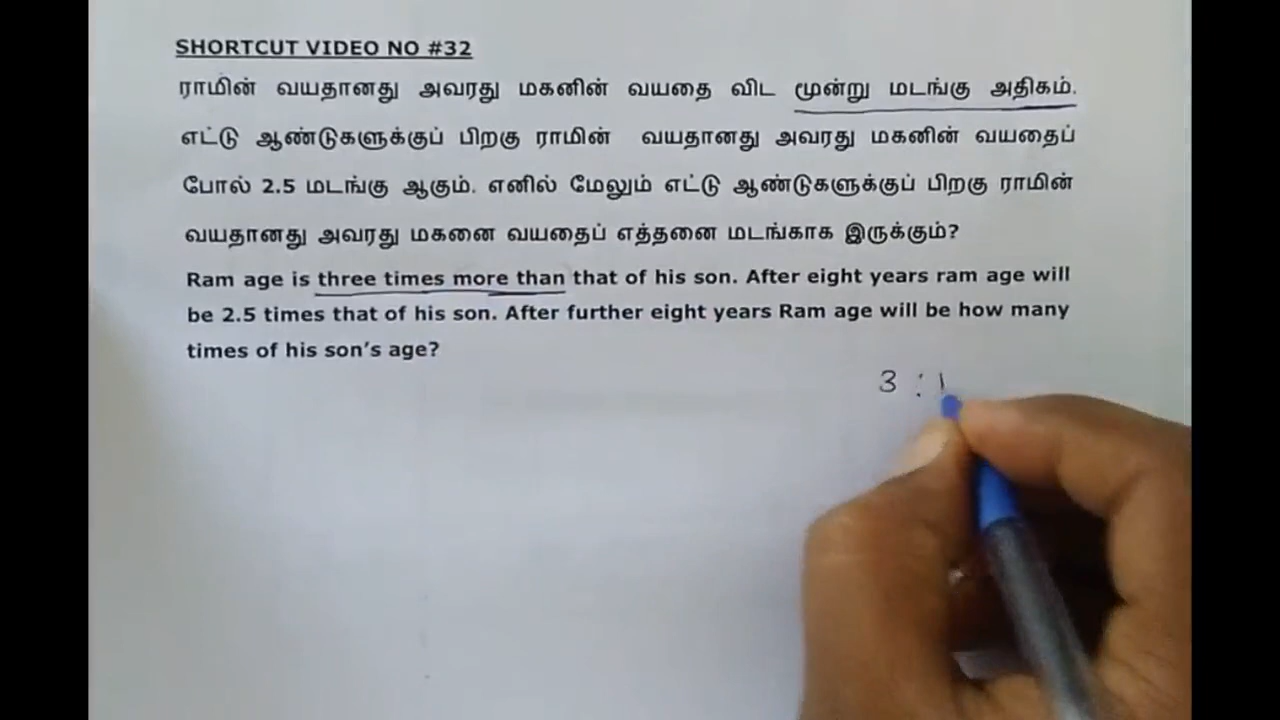 SHORTCUT VIDEO NO #32
ராமின் வயதானது அவரது மகனின் வயதை விட மூன்று மடங்கு அதிகம்.
எட்டு ஆண்டுகளுக்குப் பிறகு ராமின் வயதானது அவரது மகனின் வயதைப்
போல் 2.5 மடங்கு ஆகும். எனில் மேலும் எட்டு ஆண்டுகளுக்குப் பிறகு ராமின்
வயதானது அவரது மகனை வயதைப் எத்தனை மடங்காக இருக்கும்?
Ram age is three times more than that of his son. After eight years ram age will
be 2.5 times that of his son. After further eight years Ram age will be how many
times of his son’s age?
3 : 1